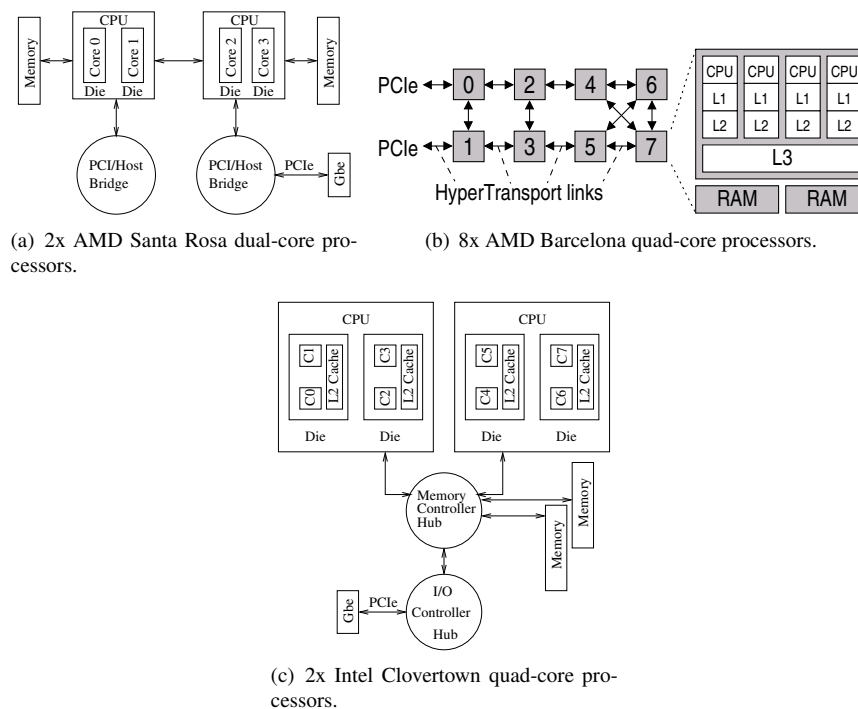 CPU
CPU
Memory
Core 0
Core 1
Die Die
Core 2
Core 3
Die Die
Memory
PCI/Host
Bridge
PCI/Host
Bridge
PCIe
Gbe
(a) 2x AMD Santa Rosa dual-core pro-
cessors.
PCIe 0 2 4 6
PCIe 1 3 5 7
HyperTransport links
CPU CPU CPU CPU
L1 L1 L1 L1
L2 L2 L2 L2
L3
RAM RAM
(b) 8x AMD Barcelona quad-core processors.
CPU
CPU
C1
C3
C5
C7
C0
C2
C4
C6
L2 Cache
L2 Cache
L2 Cache
L2 Cache
Die Die Die Die
Memory
Controller
Hub
Memory
Memory
I/O
Controller
Hub
PCIe
Gbe
(c) 2x Intel Clovertown quad-core pro-
cessors.